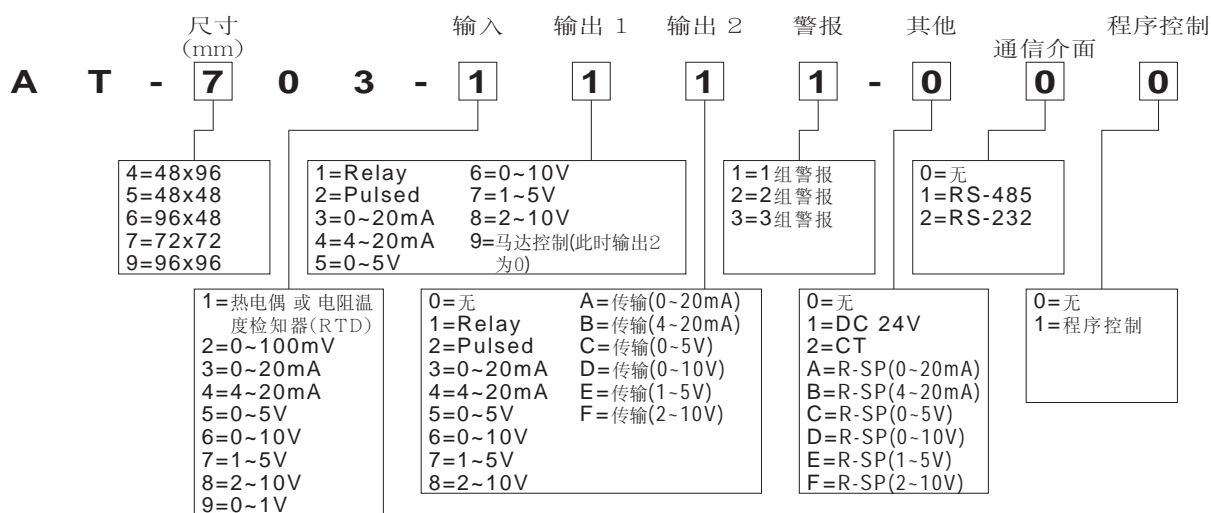 尺寸 输入 输出 1 输出 2 警报 其他 程序控制
(mm) 通信介面
A T - 7 0 3 - 1 1 1 1 - 0 0 0
4=48x96
5=48x48
6=96x48
7=72x72
9=96x96
1=Relay 6=0~10V
2=Pulsed 7=1~5V
3=0~20mA 8=2~10V
4=4~20mA 9=马达控制(此时输出2
5=0~5V 为0)
1=1组警报
2=2组警报
3=3组警报
0=无
1=RS-485
2=RS-232
1=热电偶 或 电阻温
度检知器(RTD)
2=0~100mV
3=0~20mA
4=4~20mA
5=0~5V
6=0~10V
7=1~5V
8=2~10V
9=0~1V
0=无 A=传输(0~20mA)
1=Relay B=传输(4~20mA)
2=Pulsed C=传输(0~5V)
3=0~20mA D=传输(0~10V)
4=4~20mA E=传输(1~5V)
5=0~5V F=传输(2~10V)
6=0~10V
7=1~5V
8=2~10V
0=无
1=DC 24V
2=CT
A=R-SP(0~20mA)
B=R-SP(4~20mA)
C=R-SP(0~5V)
D=R-SP(0~10V)
E=R-SP(1~5V)
F=R-SP(2~10V)
0=无
1=程序控制